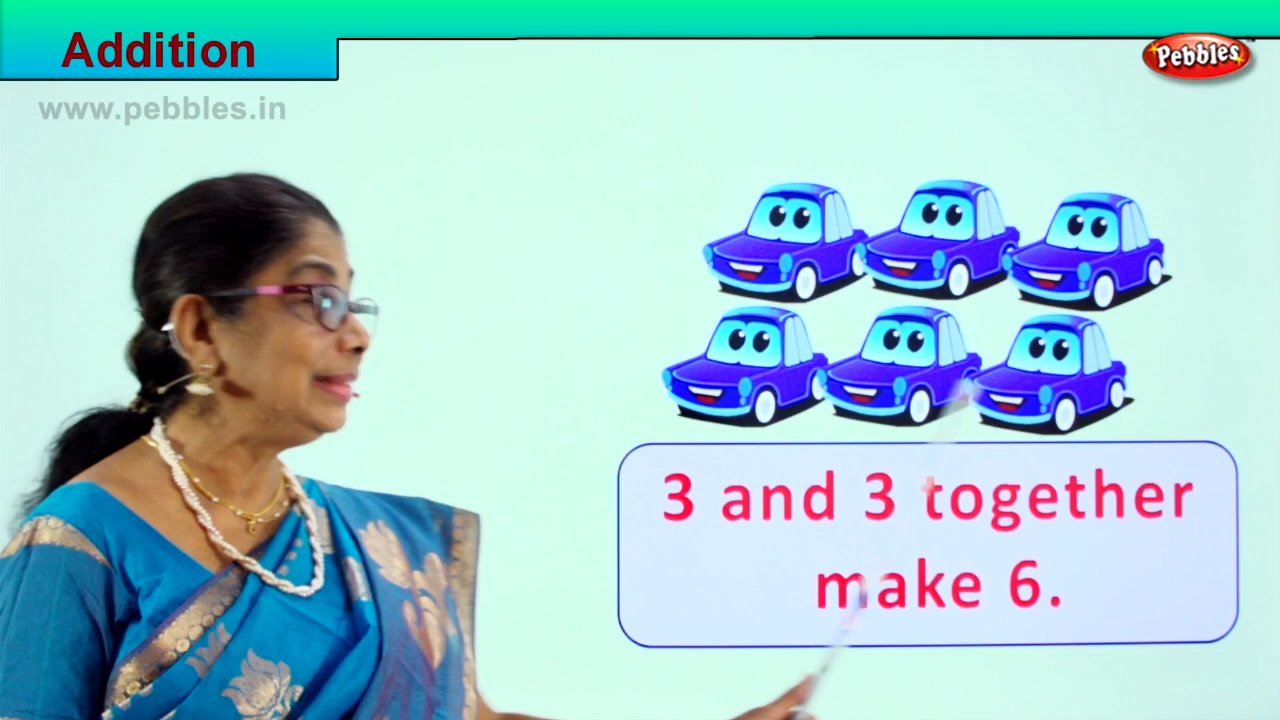 Addition
Pebbles
www.pebbles.in
3 and 3 together
make 6.